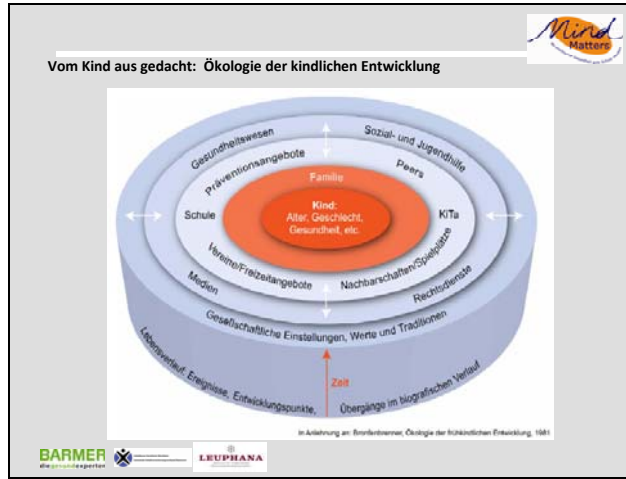 Mind
Matters
Vom Kind aus gedacht: Ökologie der kindlichen Entwicklung
Gesundheitswesen
Sozial- und Jugendhilfe
Präventionsangebote
Peers
Familie
Kind:
Alter, Geschlecht,
Gesundheit, etc.
Schule
KiTa
Vereine/Freizeitangebote
Nachbarschaften/Spielplätze
Medien
Rechtsdienste
Gesellschaftliche Einstellungen, Werte und Traditionen
Zeit
Lebensverlauf, Ereignisse, Entwicklungspunkte,
Übergänge im biografischen Verlauf
In Anlehnung an: Bronfenbrenner, Ökologie der frühkindlichen Entwicklung, 1981
BARMER
die gesundexperten
LEUPHANA